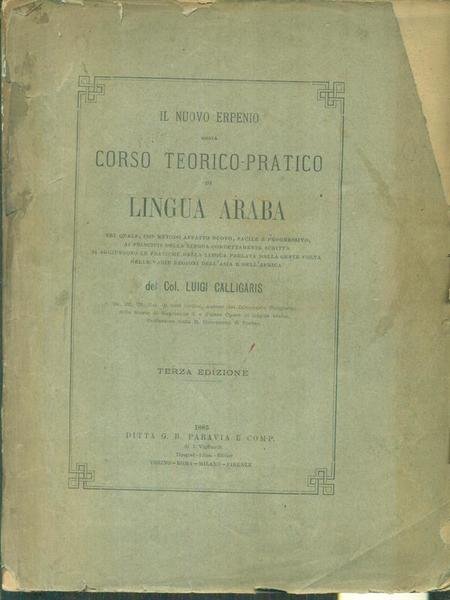 IL NUOVO ERPENIO
OSSIA
CORSO TEORICO-PRATICO
DI
LINGUA ARABA
NEL QUALE, CON METODO AFFATTO NUOVO, FACILE E PROGRESSIVO,
AI PRINCIPII DELLA LINGUA CORRETTAMENTE SCRITTA
SI AGGIUNGONO LE PRATICHE DELLA LINGUA PARLATA DALLA GENTE COLTA
NELLE VARIE REGIONI DELL'ASIA E DELL'AFRICA
del Col. LUIGI CALLIGARIS
TERZA EDIZIONE
1885
DITTA G. B. PARAVIA E COMP.
di I. Vigliardi
TORINO-ROMA-MILANO-FIRENZE